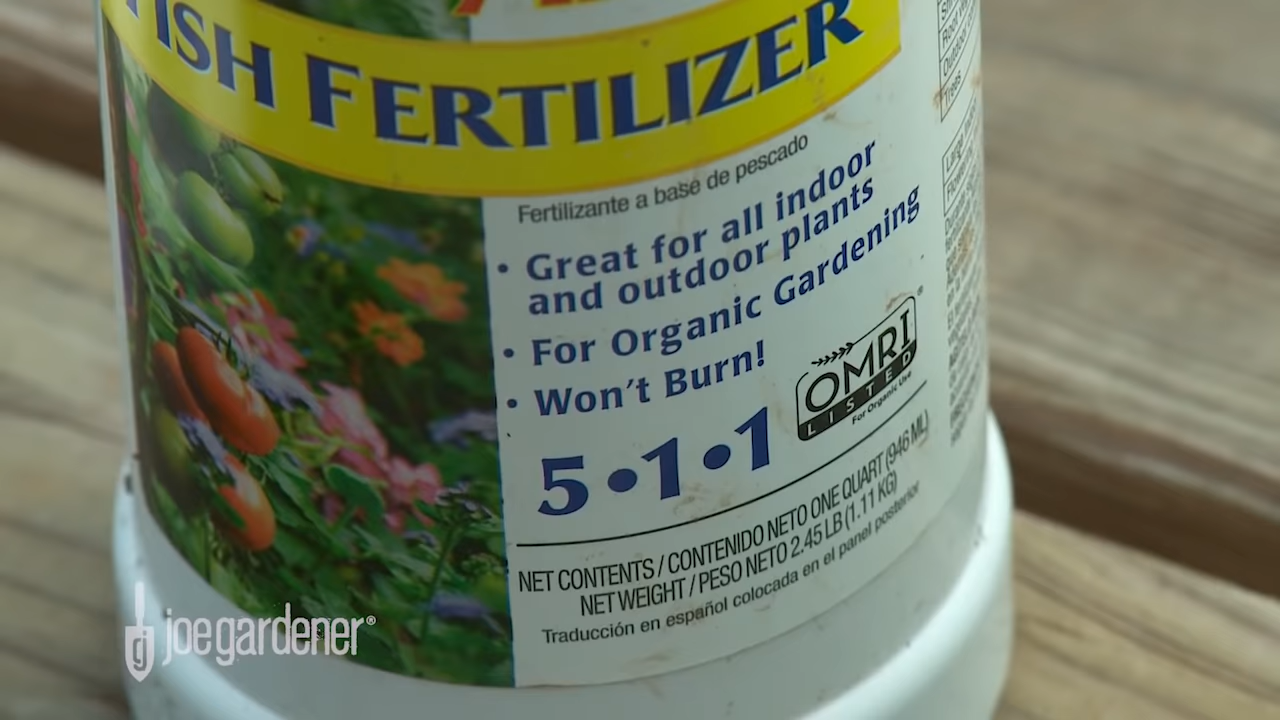 FISH FERTILIZER
Fertilizante a base de pescado
• Great for all indoor
and outdoor plants
• For Organic Gardening
• Won't Burn!
5•1•1
OMRI®
LISTED
For Organic Use
NET CONTENTS / CONTENIDO NETO ONE QUART (946 ML)
NET WEIGHT / PESO NETO 2.45 LB (1.11 KG)
Traducción en español colocada en el panel posterior
Trees
joegardener®